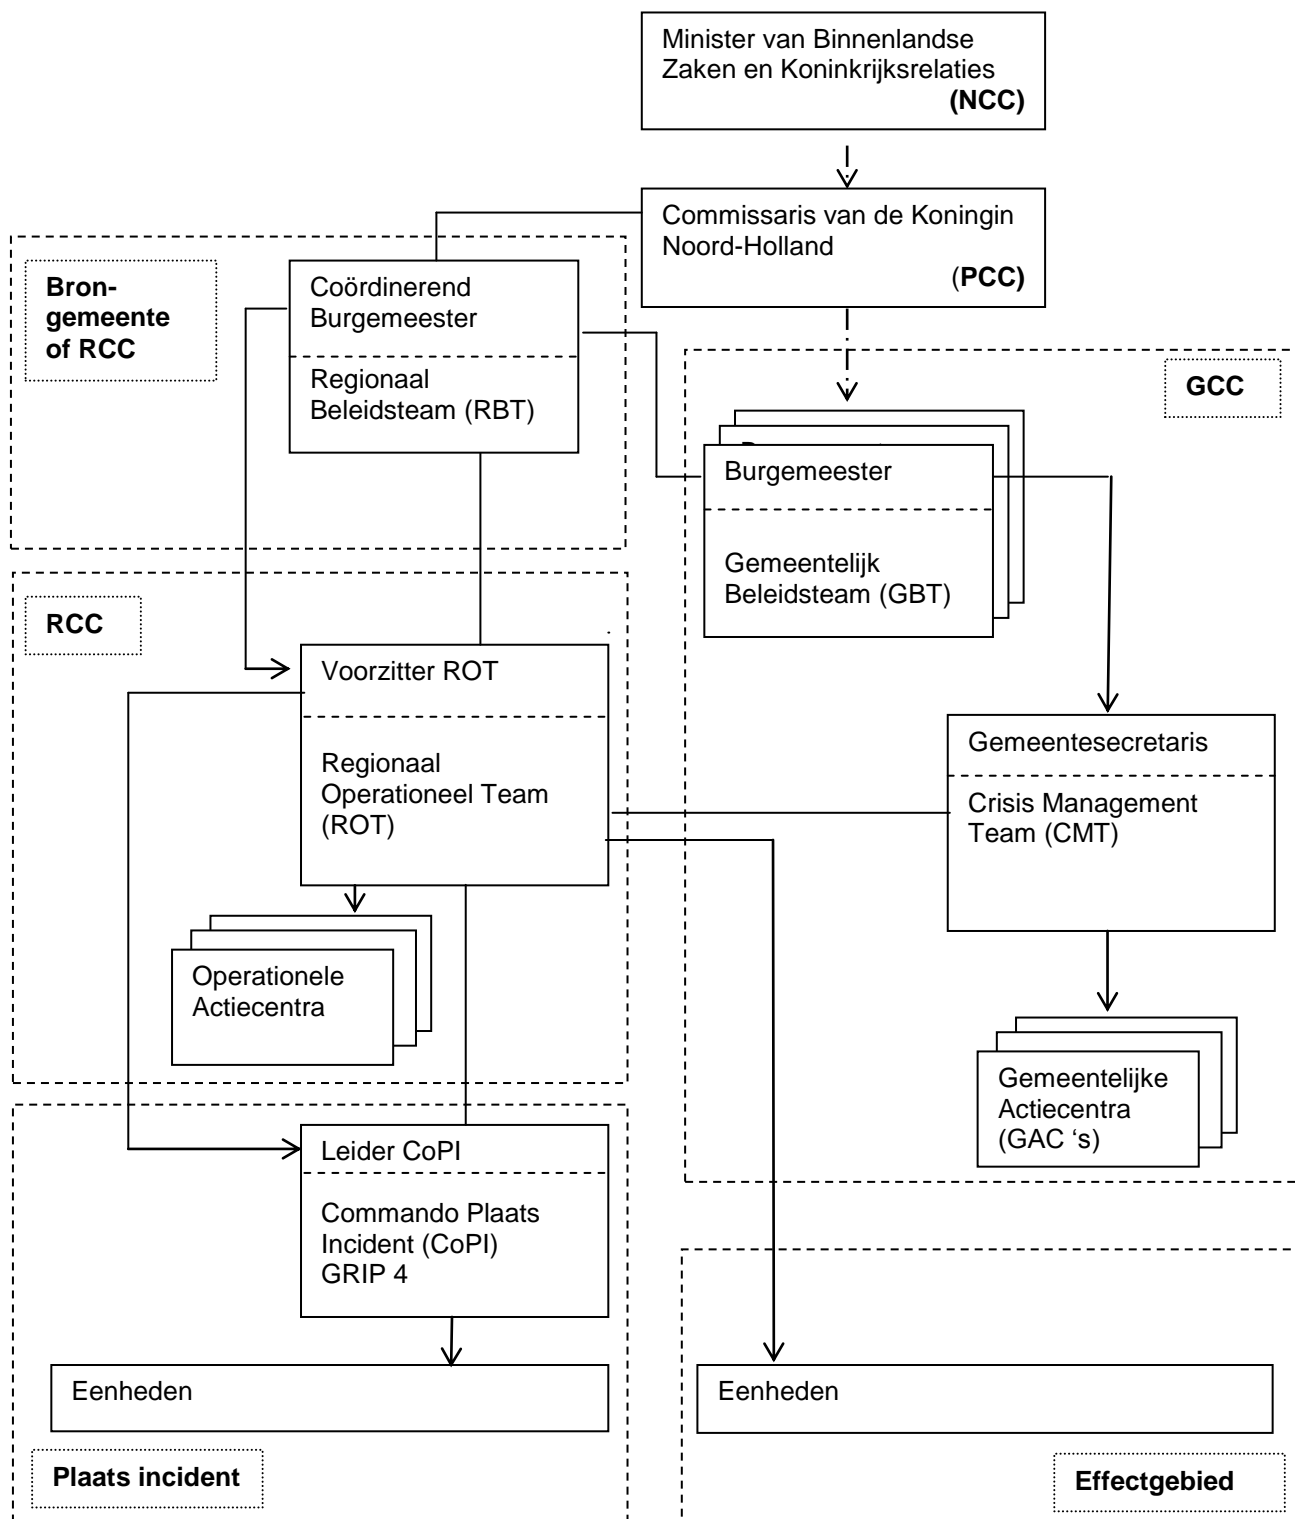 Minister van Binnenlandse
Zaken en Koninkrijksrelaties
(NCC)
Commissaris van de Koningin
Noord-Holland
(PCC)
Bron-
gemeente
of RCC
Coördinerend
Burgemeester
Regionaal
Beleidsteam (RBT)
GCC
Burgemeester
Gemeentelijk
Beleidsteam (GBT)
RCC
Voorzitter ROT
Regionaal
Operationeel Team
(ROT)
Gemeentesecretaris
Crisis Management
Team (CMT)
Operationele
Actiecentra
Gemeentelijke
Actiecentra
(GAC ‘s)
Leider CoPI
Commando Plaats
Incident (CoPI)
GRIP 4
Eenheden
Eenheden
Plaats incident
Effectgebied